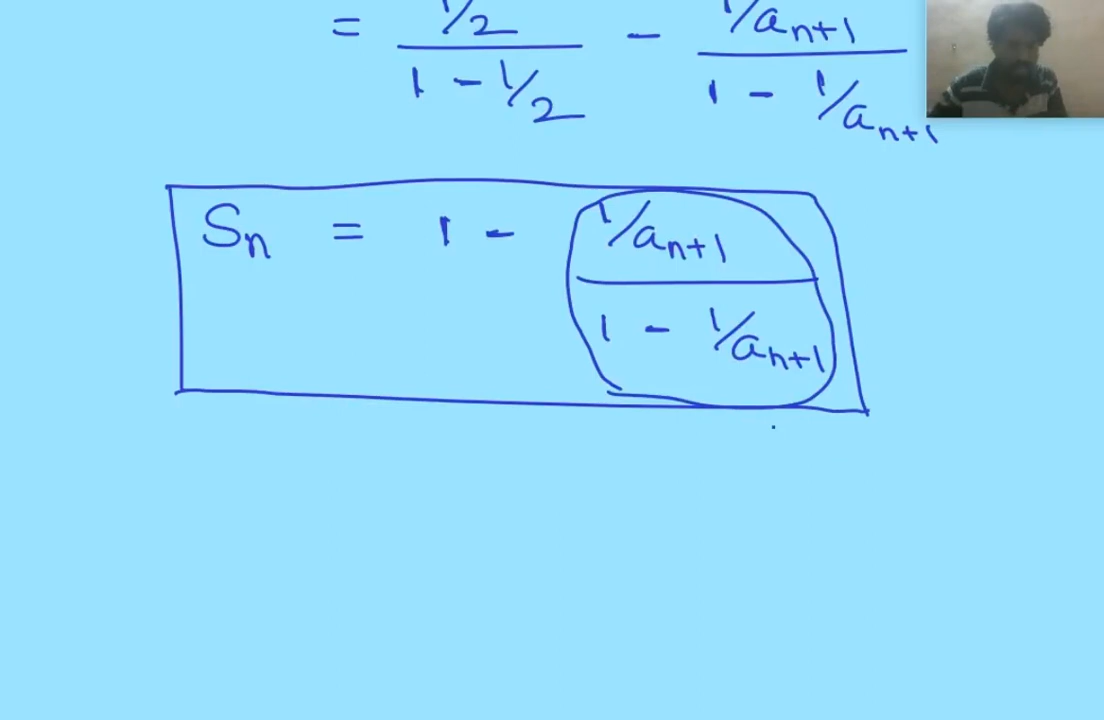 = (1/2)/(1 - 1/2) - (1/a_{n+1})/(1 - 1/a_{n+1})
S_n = 1 - (1/a_{n+1})/(1 - 1/a_{n+1})